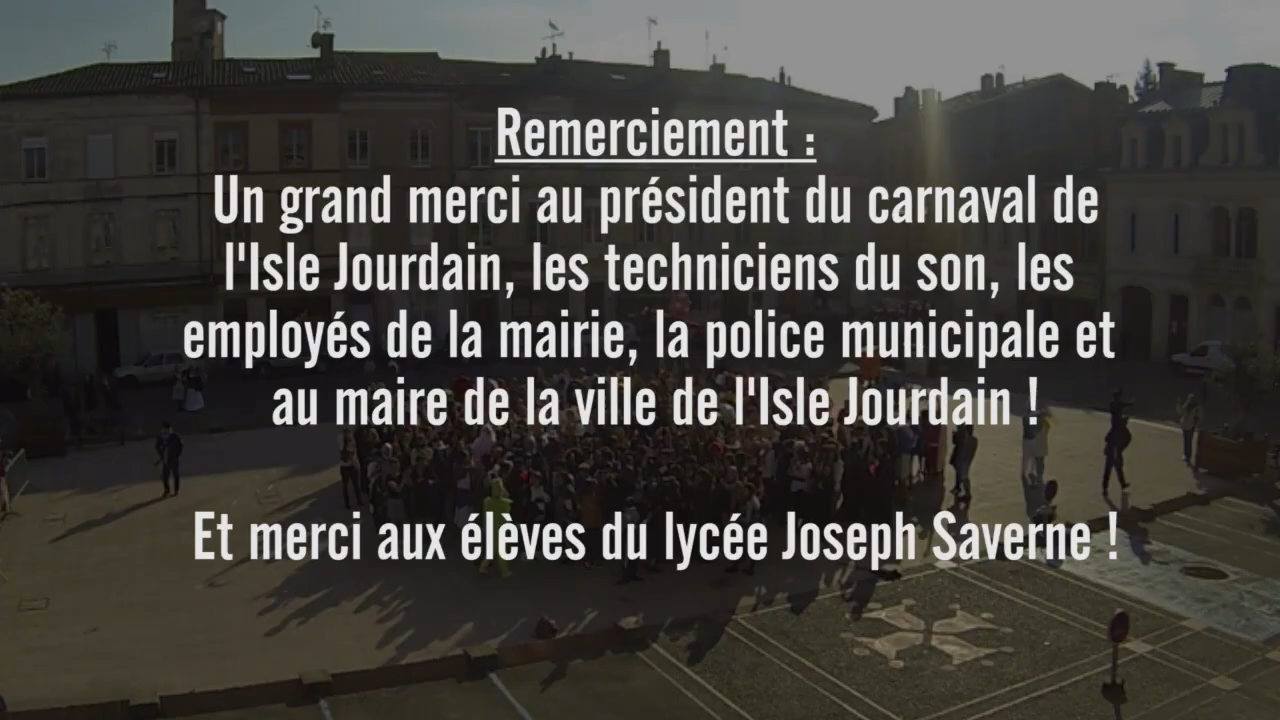 Remerciement :
Un grand merci au président du carnaval de
l'Isle Jourdain, les techniciens du son, les
employés de la mairie, la police municipale et
au maire de la ville de l'Isle Jourdain !
Et merci aux élèves du lycée Joseph Saverne !